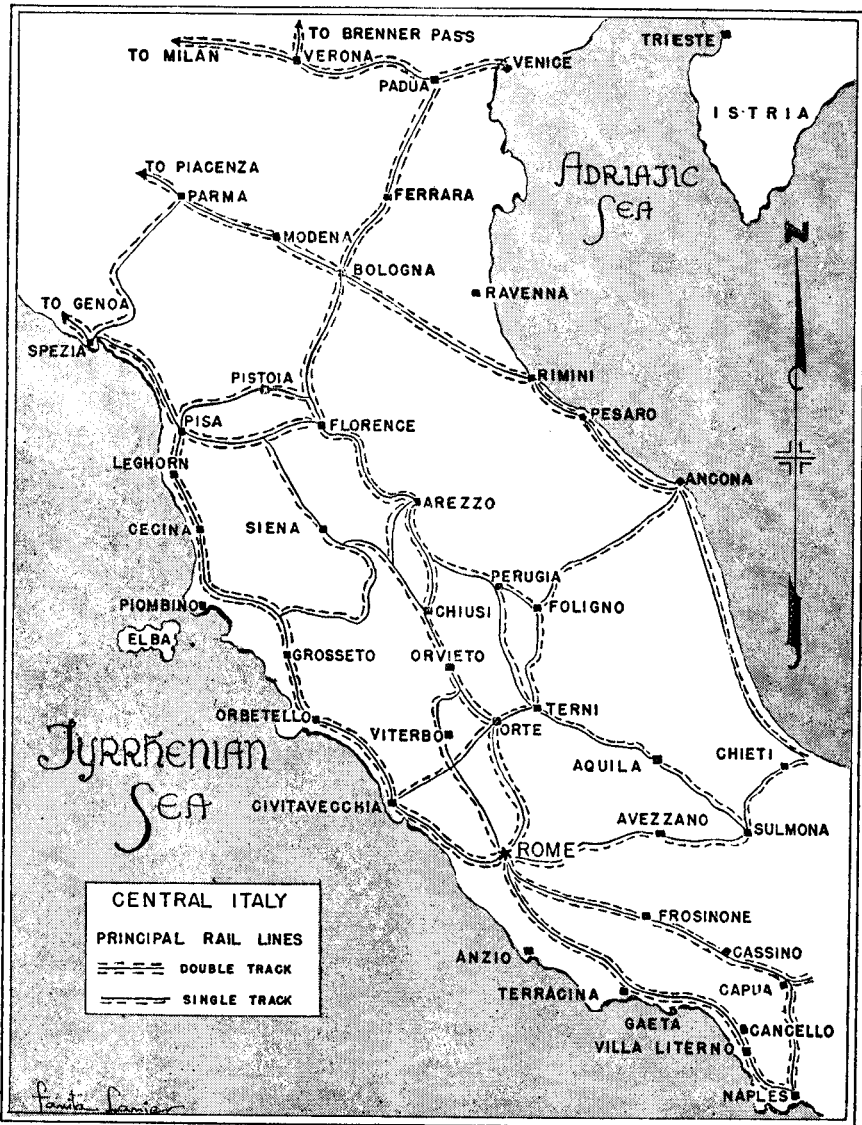 TO BRENNER PASS
TO MILAN
VERONA
VENICE
PADUA
TRIESTE
ISTRIA
ADRIATIC
SEA
TO PIACENZA
PARMA
FERRARA
MODENA
BOLOGNA
N
RAVENNA
TO GENOA
SPEZIA
PISTOIA
RIMINI
PISA
FLORENCE
PESARO
LEGHORN
ANCONA
AREZZO
CECINA
SIENA
PERUGIA
PIOMBINO
CHIUSI
FOLIGNO
ELBA
GROSSETO
ORVIETO
ORBETELLO
TERNI
VITERBO
ORTE
TYRRHENIAN
SEA
AQUILA
CHIETI
CIVITAVECCHIA
AVEZZANO
SULMONA
ROME
CENTRAL ITALY
PRINCIPAL RAIL LINES
DOUBLE TRACK
SINGLE TRACK
FROSINONE
ANZIO
CASSINO
TERRACINA
CAPUA
GAETA
CANCELLO
VILLA LITERNO
NAPLES